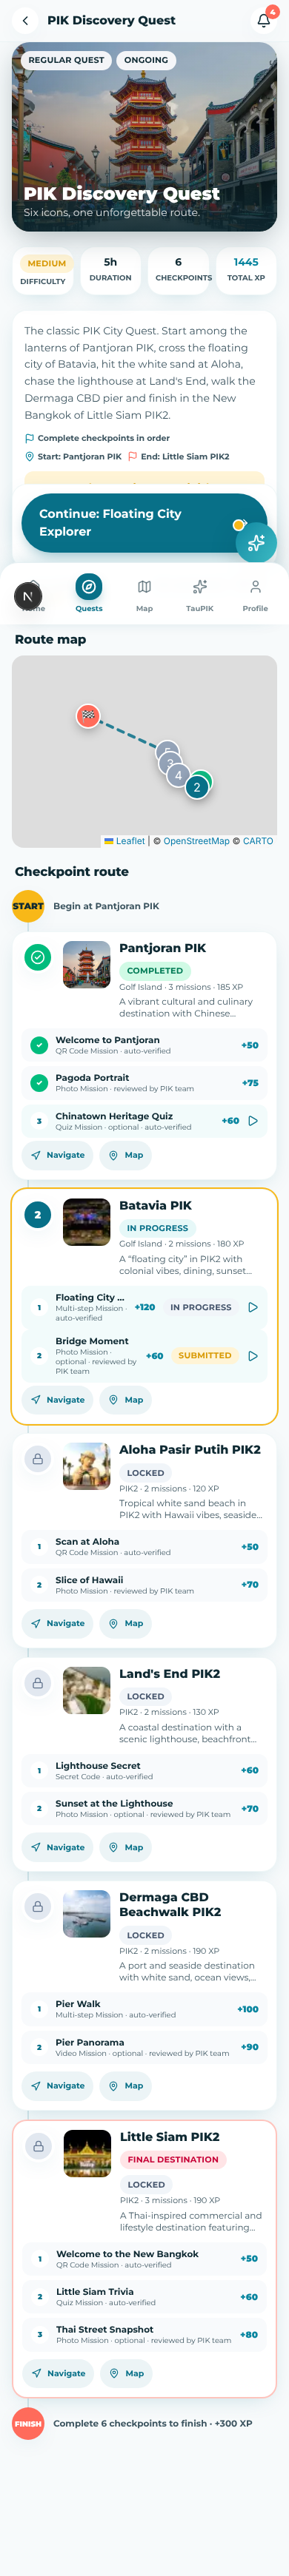 PIK Discovery Quest
4
REGULAR QUEST
ONGOING
PIK Discovery Quest
Six icons, one unforgettable route.
MEDIUM
DIFFICULTY
5h
DURATION
6
CHECKPOINTS
1445
TOTAL XP
The classic PIK City Quest. Start among the
lanterns of Pantjoran PIK, cross the floating
city of Batavia, hit the white sand at Aloha,
chase the lighthouse at Land's End, walk the
Dermaga CBD pier and finish in the New
Bangkok of Little Siam PIK2.
Complete checkpoints in order
Start: Pantjoran PIK
End: Little Siam PIK2
Continue: Floating City
Explorer
N
Quests
Map
TauPIK
Profile
Route map
3
4
2
Leaflet | © OpenStreetMap © CARTO
Checkpoint route
START
Begin at Pantjoran PIK
Pantjoran PIK
COMPLETED
Golf Island · 3 missions · 185 XP
A vibrant cultural and culinary
destination with Chinese...
Welcome to Pantjoran
QR Code Mission · auto-verified
+50
Pagoda Portrait
Photo Mission · reviewed by PIK team
+75
3
Chinatown Heritage Quiz
Quiz Mission · optional · auto-verified
+60
Navigate
Map
2
Batavia PIK
IN PROGRESS
Golf Island · 2 missions · 180 XP
A “floating city” in PIK2 with
colonial vibes, dining, sunset...
1
Floating City ...
Multi-step Mission ·
auto-verified
+120
IN PROGRESS
2
Bridge Moment
Photo Mission ·
optional · reviewed by
PIK team
+60
SUBMITTED
Navigate
Map
Aloha Pasir Putih PIK2
LOCKED
PIK2 · 2 missions · 120 XP
Tropical white sand beach in
PIK2 with Hawaii vibes, seaside...
1
Scan at Aloha
QR Code Mission · auto-verified
+50
2
Slice of Hawaii
Photo Mission · reviewed by PIK team
+70
Navigate
Map
Land's End PIK2
LOCKED
PIK2 · 2 missions · 130 XP
A coastal destination with a
scenic lighthouse, beachfront...
1
Lighthouse Secret
Secret Code · auto-verified
+60
2
Sunset at the Lighthouse
Photo Mission · optional · reviewed by PIK team
+70
Navigate
Map
Dermaga CBD
Beachwalk PIK2
LOCKED
PIK2 · 2 missions · 190 XP
A port and seaside destination
with white sand, ocean views,...
1
Pier Walk
Multi-step Mission · auto-verified
+100
2
Pier Panorama
Video Mission · optional · reviewed by PIK team
+90
Navigate
Map
Little Siam PIK2
FINAL DESTINATION
LOCKED
PIK2 · 3 missions · 190 XP
A Thai-inspired commercial and
lifestyle destination featuring...
1
Welcome to the New Bangkok
QR Code Mission · auto-verified
+50
2
Little Siam Trivia
Quiz Mission · auto-verified
+60
3
Thai Street Snapshot
Photo Mission · optional · reviewed by PIK team
+80
Navigate
Map
FINISH
Complete 6 checkpoints to finish · +300 XP